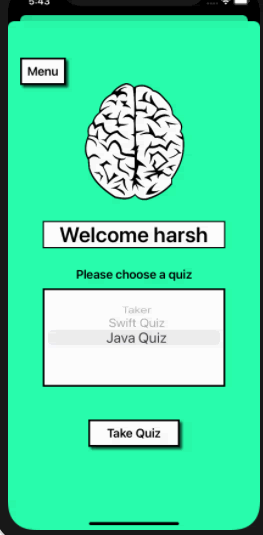 5:43
Menu
Welcome harsh
Please choose a quiz
Taker
Swift Quiz
Java Quiz
Take Quiz